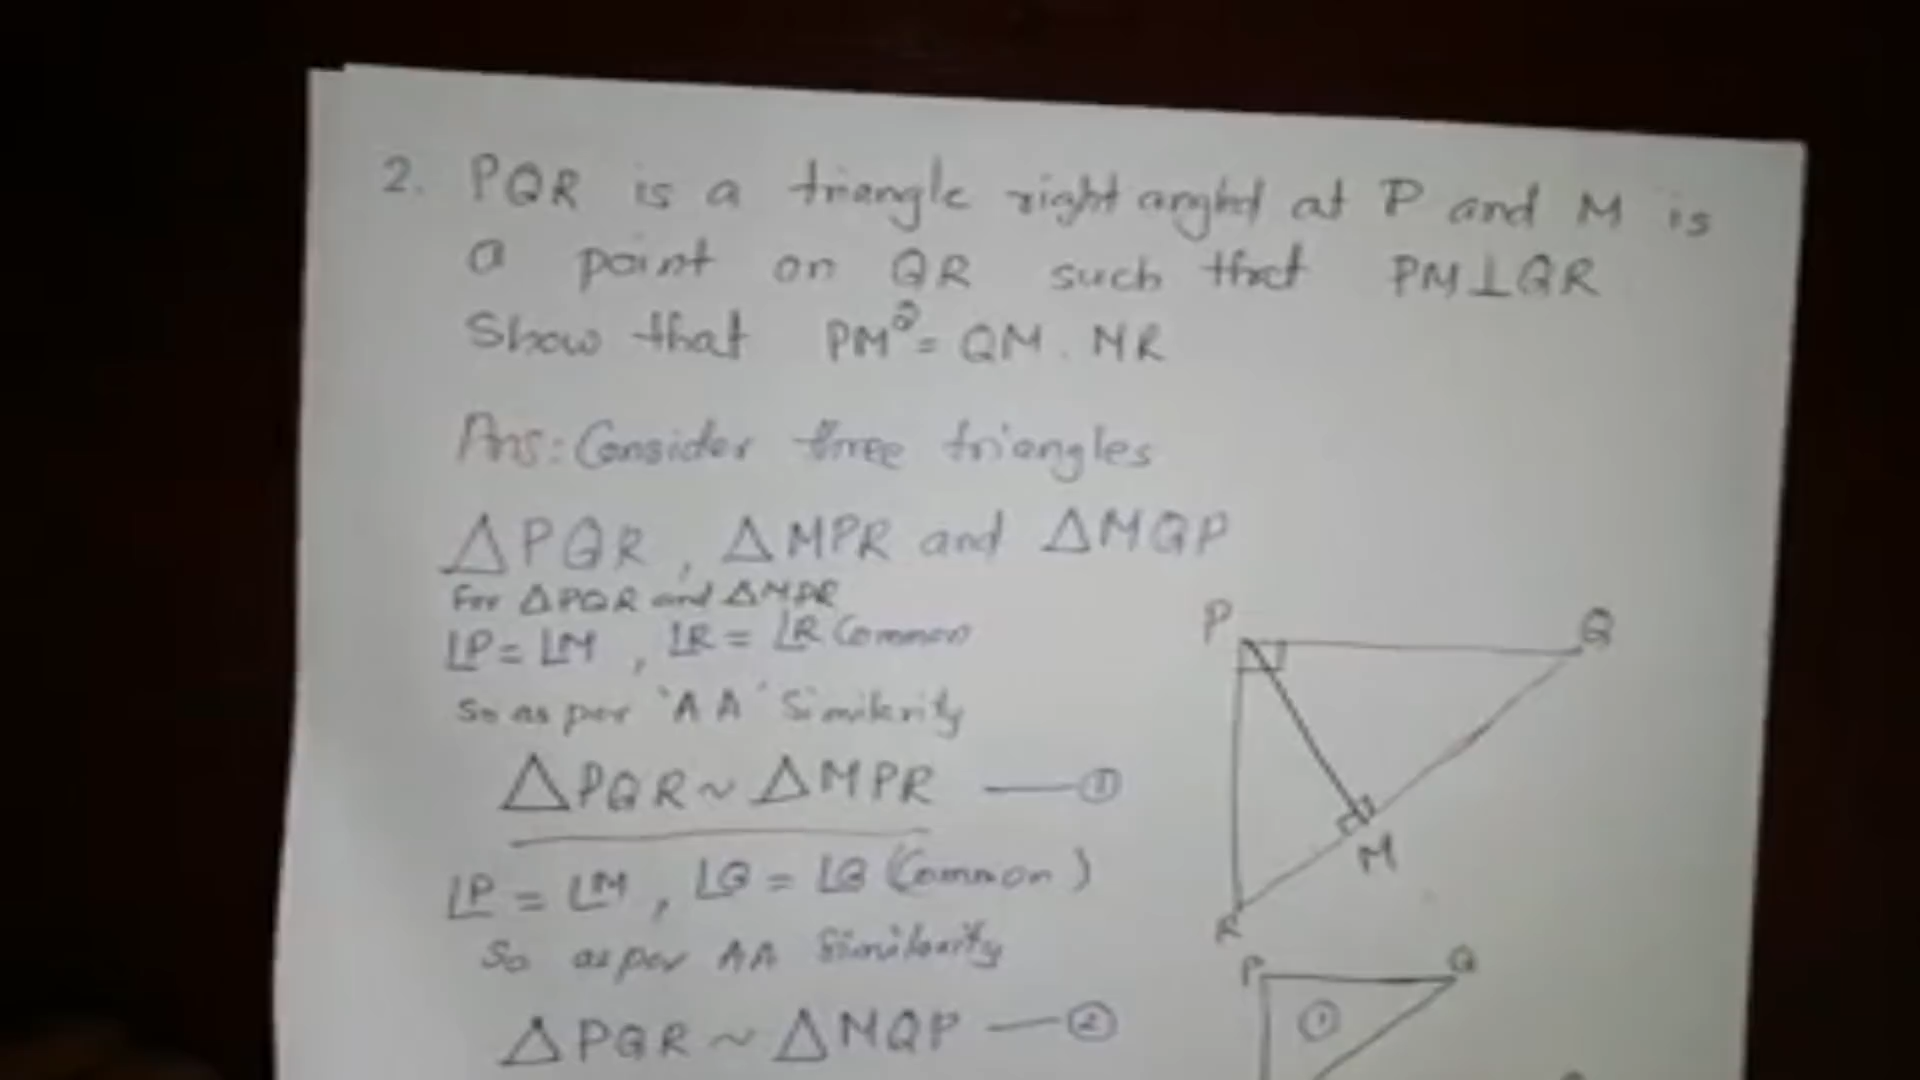 2. PQR is a triangle right angled at P and M is
a point on QR such that PM⊥QR
Show that PM²= QM . MR
Ans: Consider three triangles
△PQR, △MPR and △MQP
For △PQR and △MPR
∠P = ∠M , ∠R = ∠R Common
So as per 'AA' Similarity
△PQR ~ △MPR — ①
∠P = ∠M , ∠Q = ∠Q (Common)
So as per AA Similarity
△PQR ~ △MQP — ②
P
Q
M
R
P
Q
①